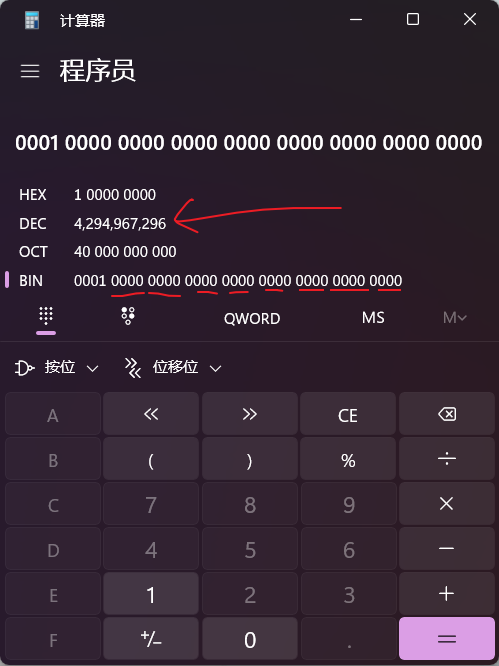 计算器
程序员
0001 0000 0000 0000 0000 0000 0000 0000 0000
HEX 1 0000 0000
DEC 4,294,967,296
OCT 40 000 000 000
BIN 0001 0000 0000 0000 0000 0000 0000 0000 0000
QWORD MS M
按位 位移位
A << >> CE
B ( ) % ÷
C 7 8 9 ×
D 4 5 6 −
E 1 2 3 +
F +/− 0 . =